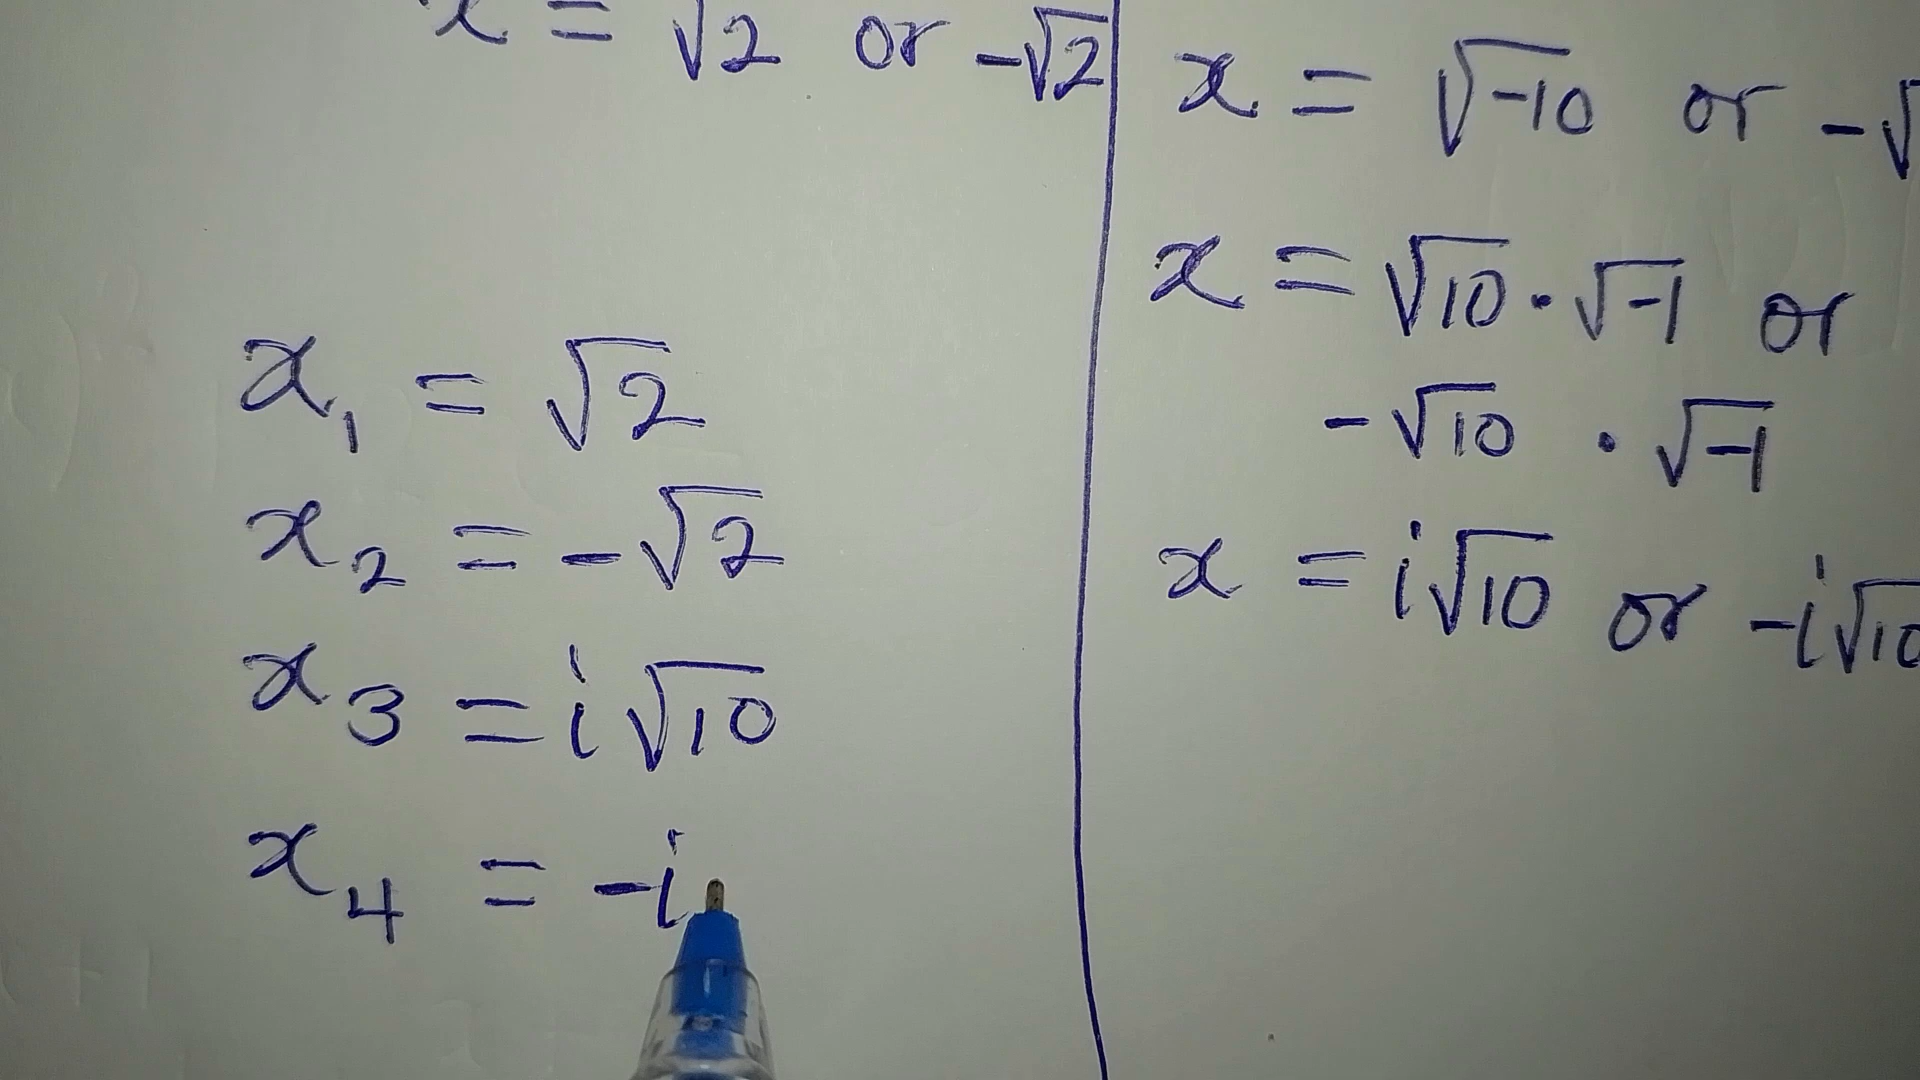 x = √2 or -√2
x₁ = √2
x₂ = -√2
x₃ = i√10
x₄ = -i
x = √-10 or -√
x = √10 · √-1 or
-√10 · √-1
x = i√10 or -i√10